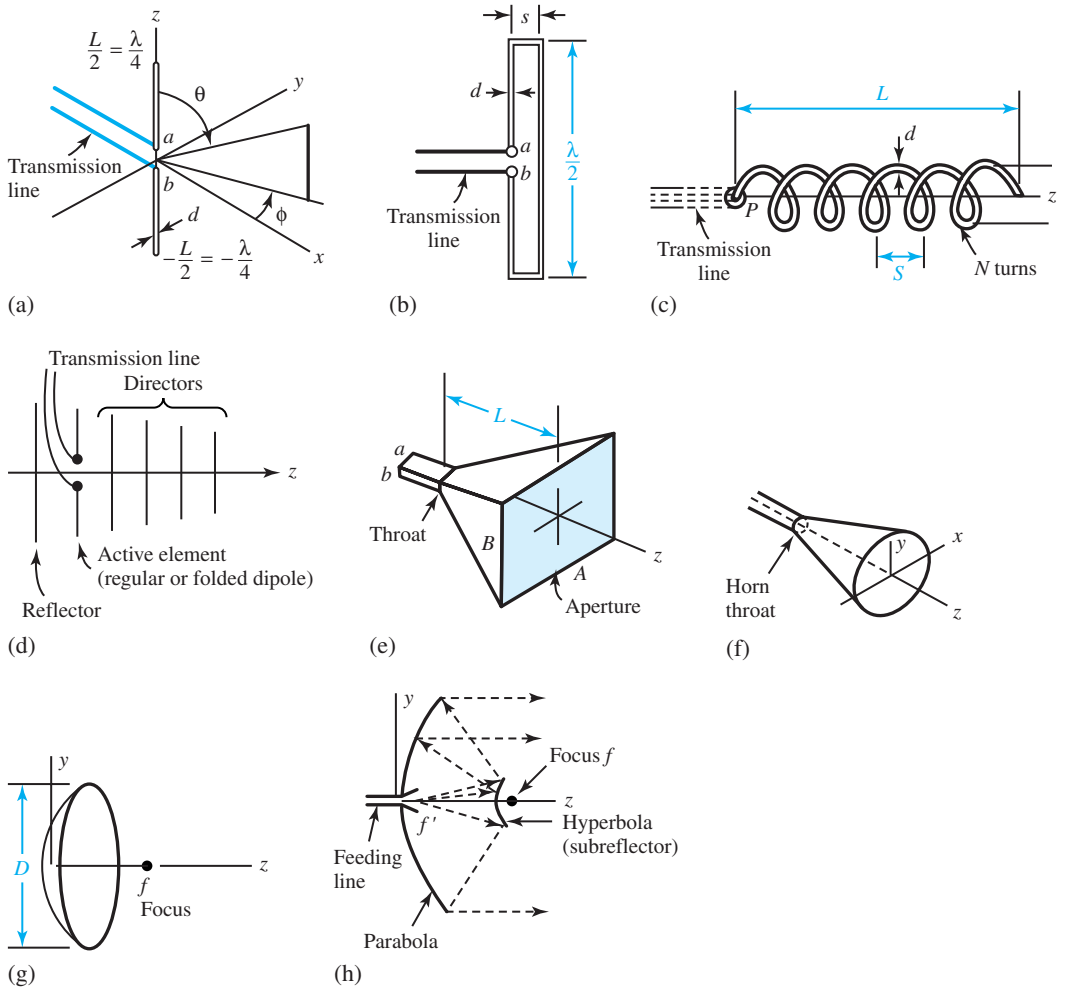 z
L/2 = λ/4
y
θ
a
Transmission
line
b
ϕ
d
−L/2 = −λ/4
x
(a)
s
d
a
b
λ/2
Transmission
line
(b)
L
d
P
z
Transmission
line
S
N turns
(c)
Transmission line
Directors
z
Active element
(regular or folded dipole)
Reflector
(d)
L
a
b
Throat
B
z
A
Aperture
(e)
y
x
Horn
throat
z
(f)
y
D
z
f
Focus
(g)
y
Focus f
z
f′
Hyperbola
(subreflector)
Feeding
line
Parabola
(h)